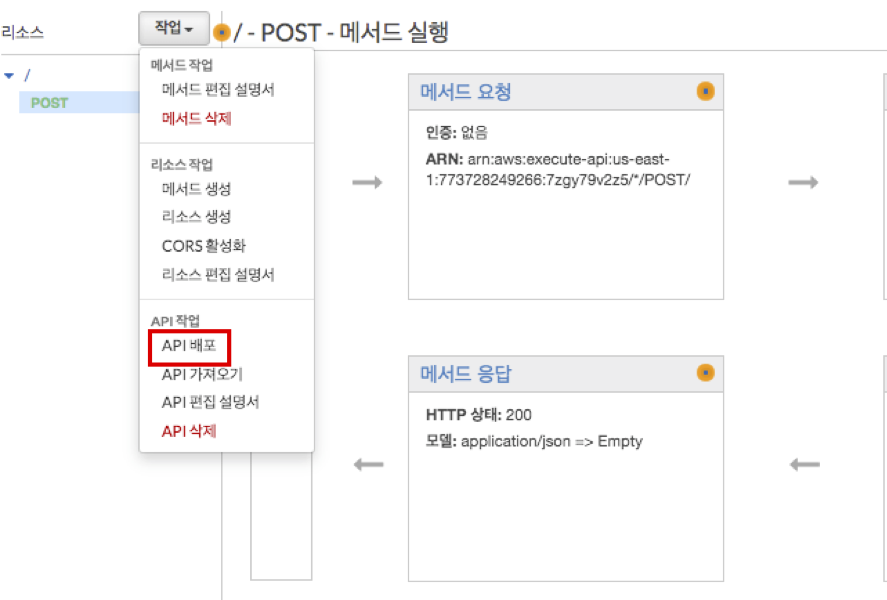 리소스
작업
/ - POST - 메서드 실행
/
POST
메서드 작업
메서드 편집 설명서
메서드 삭제
리소스 작업
메서드 생성
리소스 생성
CORS 활성화
리소스 편집 설명서
API 작업
API 배포
API 가져오기
API 편집 설명서
API 삭제
메서드 요청
인증: 없음
ARN: arn:aws:execute-api:us-east-
1:773728249266:7zgy79v2z5/*/POST/
메서드 응답
HTTP 상태: 200
모델: application/json => Empty